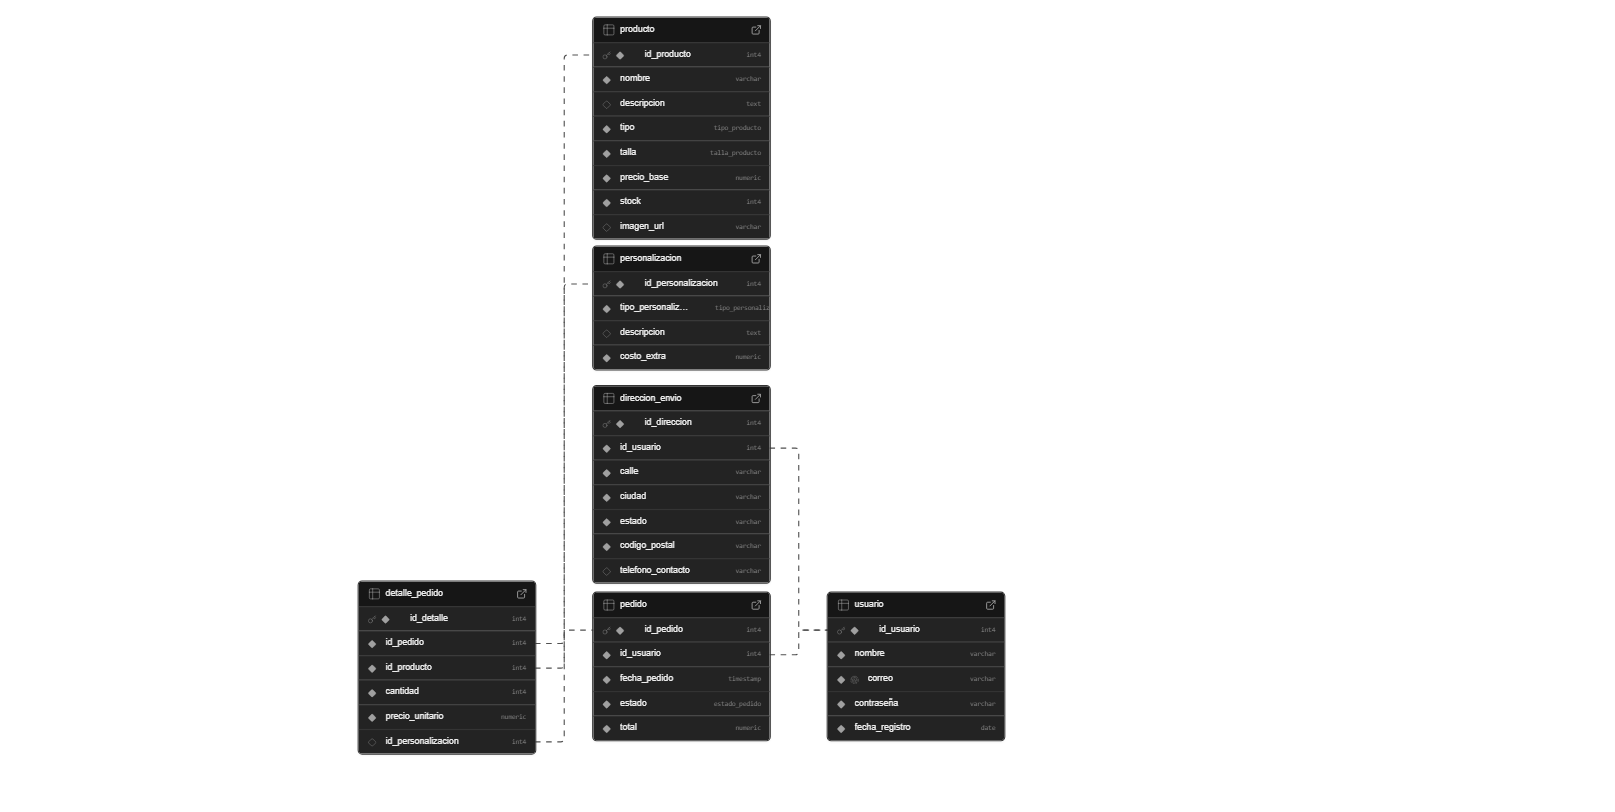 producto
id_producto int4
nombre varchar
descripcion text
tipo tipo_producto
talla talla_producto
precio_base numeric
stock int4
imagen_url varchar
personalizacion
id_personalizacion int4
tipo_personaliz... tipo_personaliz
descripcion text
costo_extra numeric
direccion_envio
id_direccion int4
id_usuario int4
calle varchar
ciudad varchar
estado varchar
codigo_postal varchar
telefono_contacto varchar
detalle_pedido
id_detalle int4
id_pedido int4
id_producto int4
cantidad int4
precio_unitario numeric
id_personalizacion int4
pedido
id_pedido int4
id_usuario int4
fecha_pedido timestamp
estado estado_pedido
total numeric
usuario
id_usuario int4
nombre varchar
correo varchar
contraseña varchar
fecha_registro date